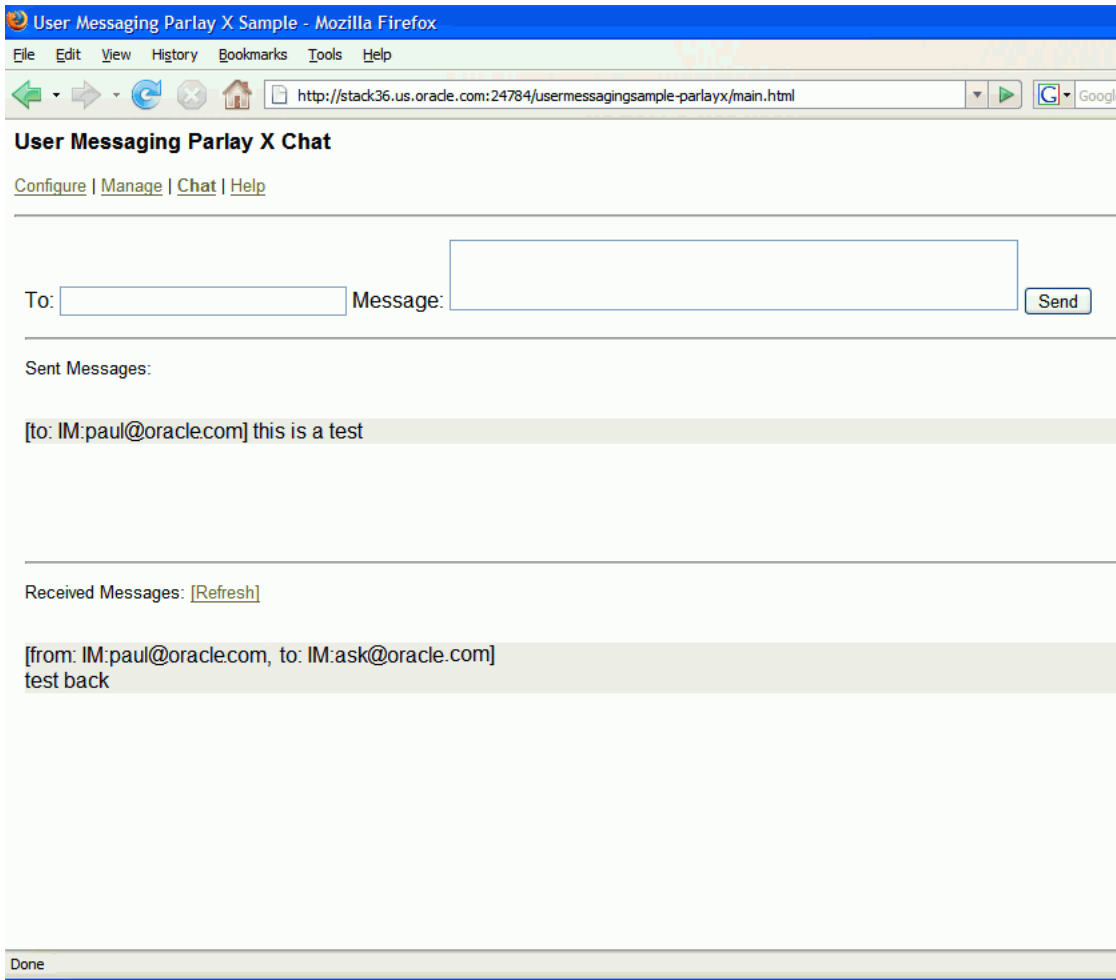 User Messaging Parlay X Sample - Mozilla Firefox
File Edit View History Bookmarks Tools Help
http://stack36.us.oracle.com:24784/usermessagingsample-parlayx/main.html G Googl
User Messaging Parlay X Chat
Configure | Manage | Chat | Help
To: Message: Send
Sent Messages:
[to: IM:paul@oracle.com] this is a test
Received Messages: [Refresh]
[from: IM:paul@oracle.com, to: IM:ask@oracle.com]
test back
Done